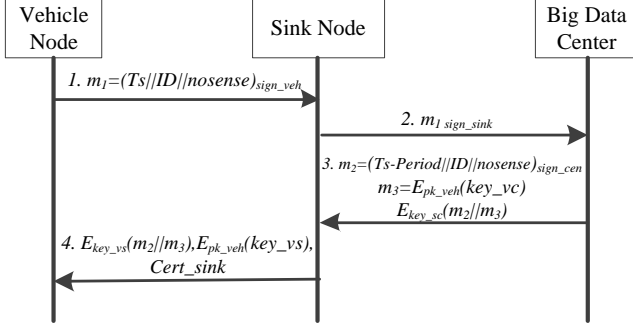 Vehicle
Node
Sink Node
Big Data
Center
1. m1=(Ts||ID||nosense)sign_veh
2. m1 sign_sink
3. m2=(Ts-Period||ID||nosense)sign_cen
m3=Epk_veh(key_vc)
Ekey_sc(m2||m3)
4. Ekey_vs(m2||m3),Epk_veh(key_vs),
Cert_sink